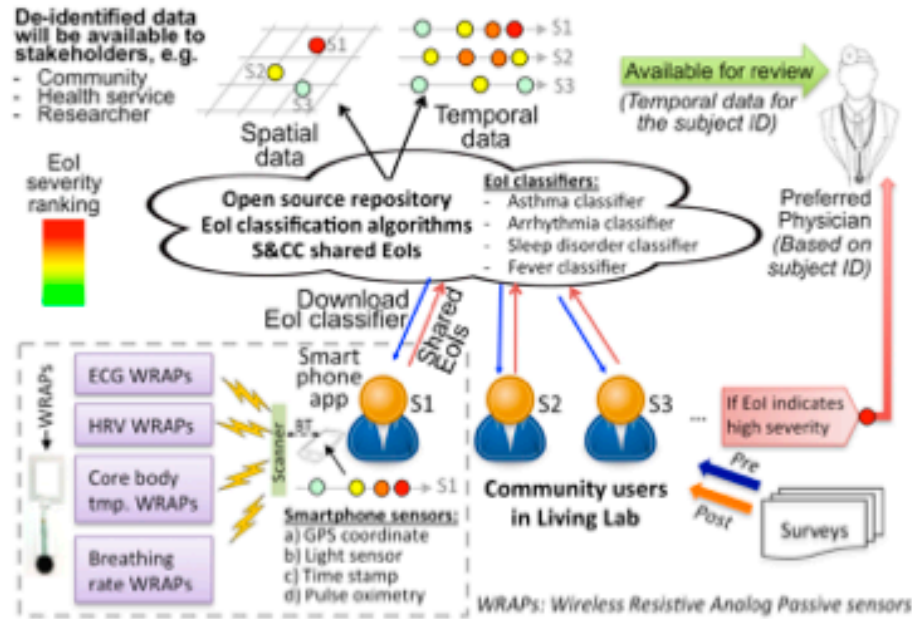 De-identified data
will be available to
stakeholders, e.g.
- Community
- Health service
- Researcher
S1
S2
S3
Spatial
data
S1
S2
S3
Temporal
data
Available for review
(Temporal data for
the subject ID)
Preferred
Physician
(Based on
subject ID)
EoI
severity
ranking
Open source repository
EoI classification algorithms
S&CC shared EoIs
EoI classifiers:
- Asthma classifier
- Arrhythmia classifier
- Sleep disorder classifier
- Fever classifier
Download
EoI classifier
Shared
EoIs
WRAPs
ECG WRAPs
HRV WRAPs
Core body
tmp. WRAPs
Breathing
rate WRAPs
Scanner
BT
Smart
phone
app
S1
S1
Smartphone sensors:
a) GPS coordinate
b) Light sensor
c) Time stamp
d) Pulse oximetry
S2
S3
...
Community users
in Living Lab
If EoI indicates
high severity
Pre
Post
Surveys
WRAPs: Wireless Resistive Analog Passive sensors